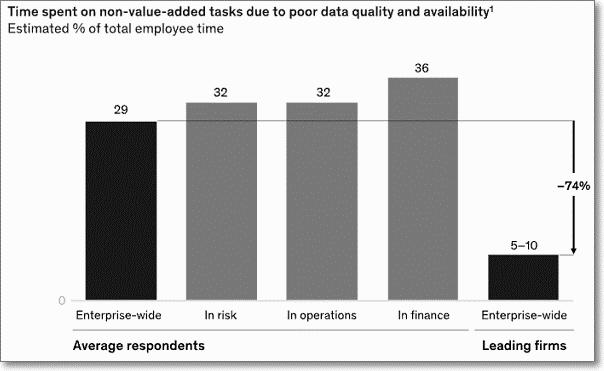 Time spent on non-value-added tasks due to poor data quality and availability¹
Estimated % of total employee time
29
32
32
36
–74%
5–10
0
Enterprise-wide
In risk
In operations
In finance
Enterprise-wide
Average respondents
Leading firms